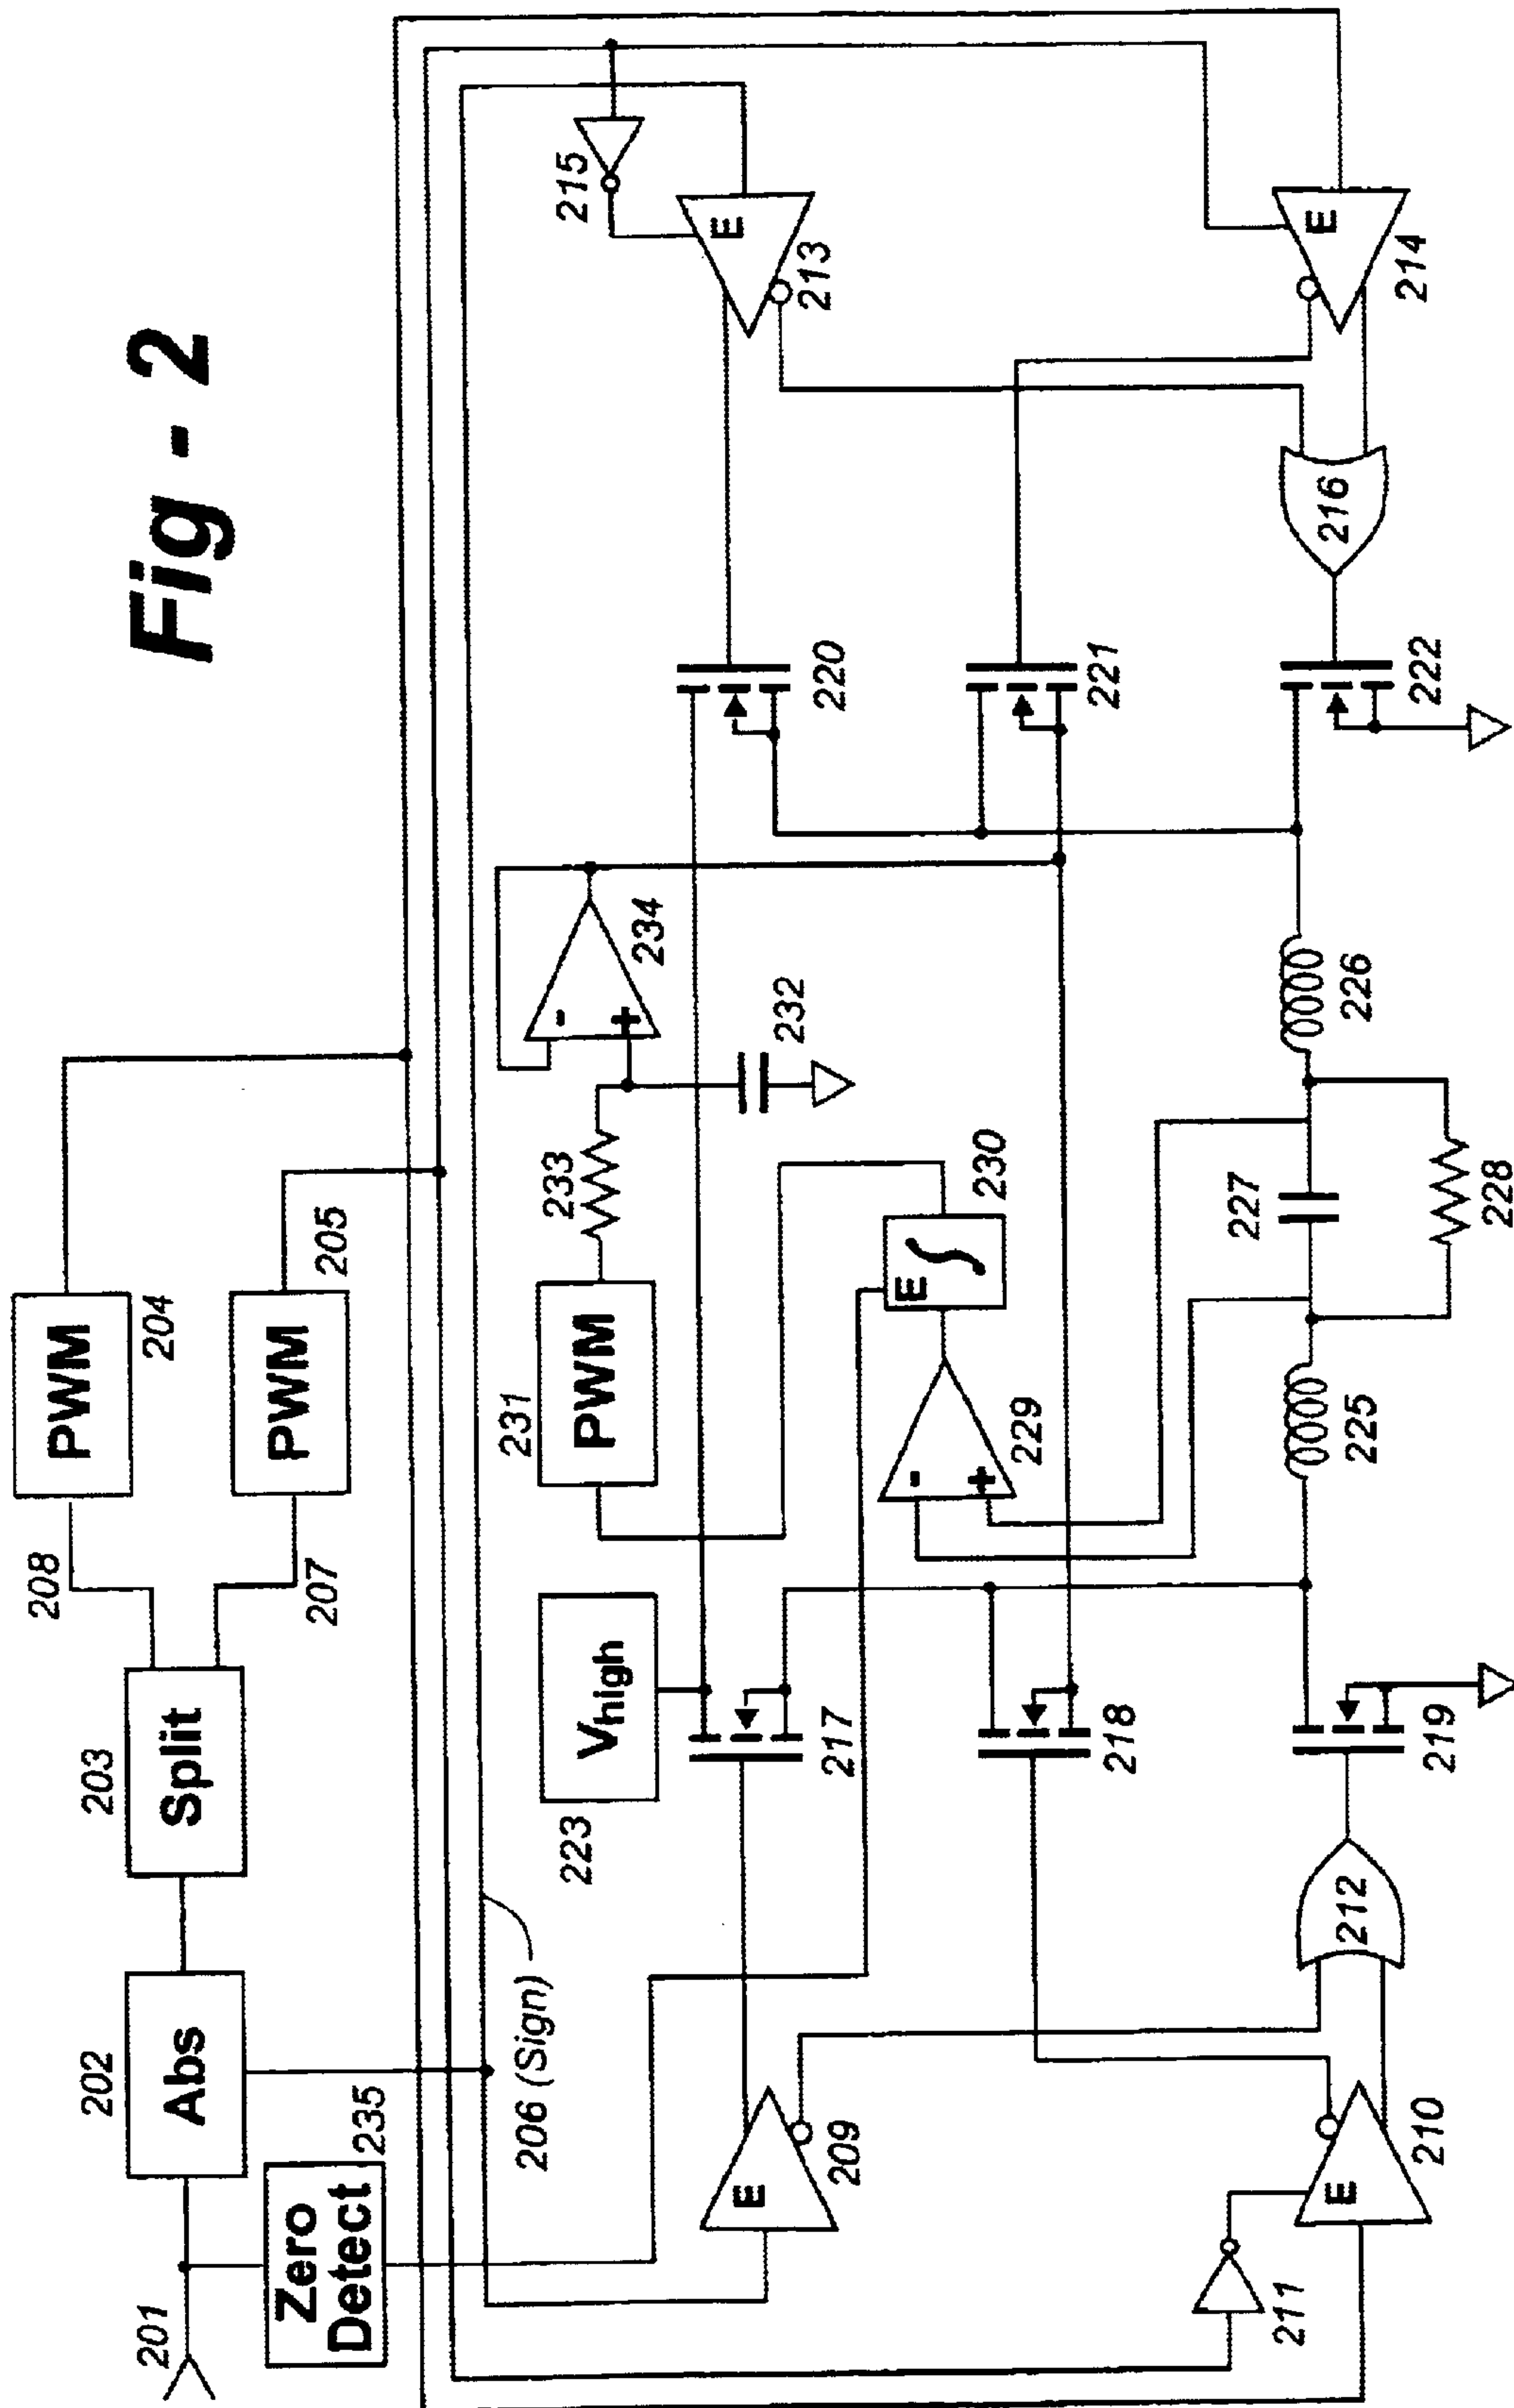 Fig - 2
201
202
Abs
203
Split
208
207
PWM
204
PWM
205
Zero
Detect
235
206 (Sign)
223
Vhigh
231
PWM
233
-
+
234
232
215
E
213
E
209
217
220
-
+
229
E
∫
230
218
221
211
E
210
212
219
225
227
228
226
222
216
E
214